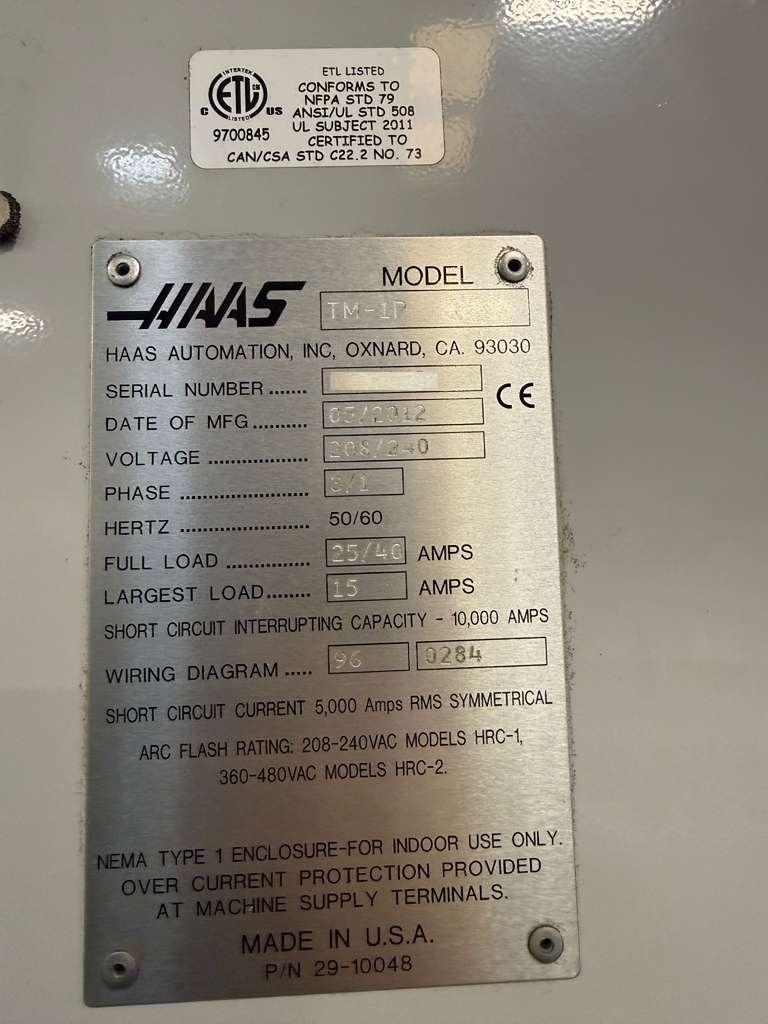 INTERTEK
ETL CM
LISTED
C US
9700845
ETL LISTED
CONFORMS TO
NFPA STD 79
ANSI/UL STD 508
UL SUBJECT 2011
CERTIFIED TO
CAN/CSA STD C22.2 NO. 73
HAAS
MODEL
TM-1P
HAAS AUTOMATION, INC, OXNARD, CA. 93030
SERIAL NUMBER .......
CE
DATE OF MFG.......... 05/2012
VOLTAGE ................... 208/240
PHASE ....................... 3/1
HERTZ ....................... 50/60
FULL LOAD ............... 25/40 AMPS
LARGEST LOAD........ 15 AMPS
SHORT CIRCUIT INTERRUPTING CAPACITY - 10,000 AMPS
WIRING DIAGRAM ..... 96 0284
SHORT CIRCUIT CURRENT 5,000 Amps RMS SYMMETRICAL
ARC FLASH RATING: 208-240VAC MODELS HRC-1,
360-480VAC MODELS HRC-2.
NEMA TYPE 1 ENCLOSURE-FOR INDOOR USE ONLY.
OVER CURRENT PROTECTION PROVIDED
AT MACHINE SUPPLY TERMINALS.
MADE IN U.S.A.
P/N 29-10048